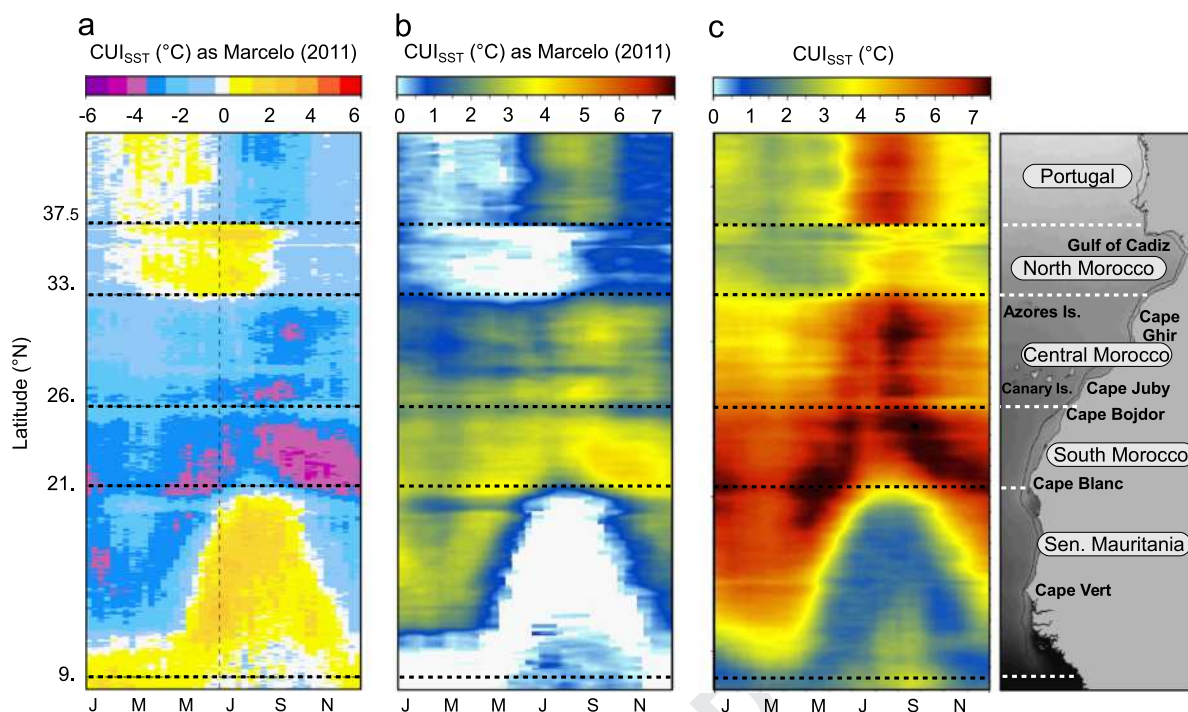 a
b
c
CUISST (°C) as Marcelo (2011)
CUISST (°C) as Marcelo (2011)
CUISST (°C)
-6 -4 -2 0 2 4 6
0 1 2 3 4 5 6 7
0 1 2 3 4 5 6 7
Latitude (°N)
37.5
33.
26.
21.
9.
J M M J S N
J M M J S N
J M M J S N
Portugal
Gulf of Cadiz
North Morocco
Azores Is.
Cape
Ghir
Central Morocco
Canary Is.
Cape Juby
Cape Bojdor
South Morocco
Cape Blanc
Sen. Mauritania
Cape Vert